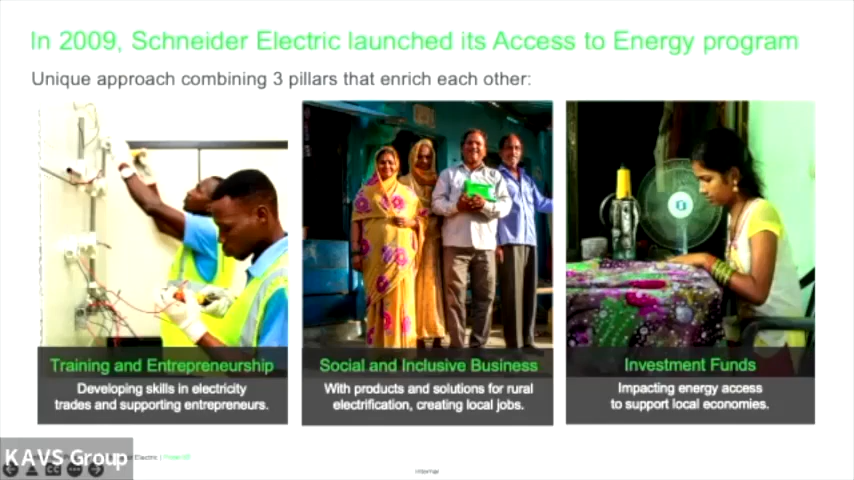 In 2009, Schneider Electric launched its Access to Energy program
Unique approach combining 3 pillars that enrich each other:
Training and Entrepreneurship
Developing skills in electricity
trades and supporting entrepreneurs.
Social and Inclusive Business
With products and solutions for rural
electrification, creating local jobs.
Investment Funds
Impacting energy access
to support local economies.
KAVS Group
Electric |
Internal